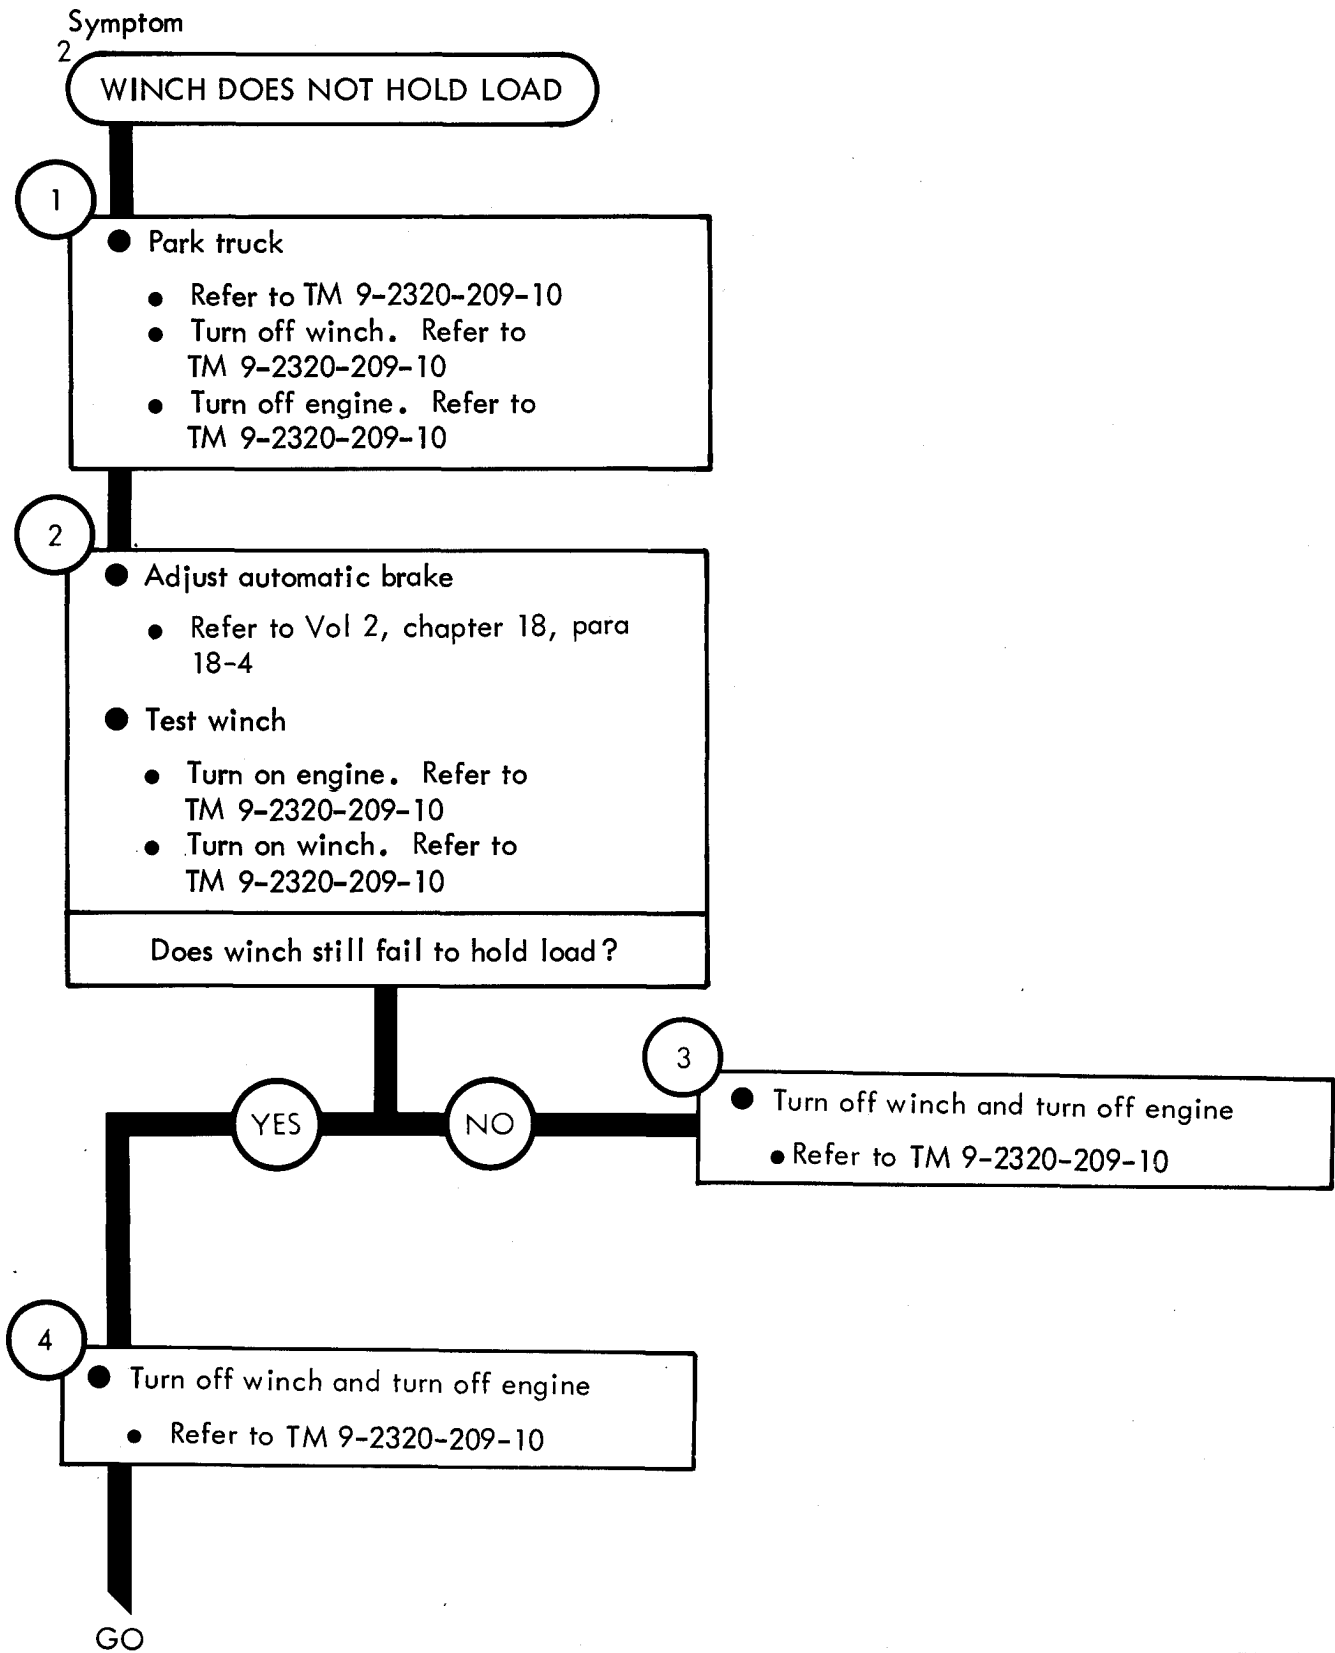 Symptom
2
WINCH DOES NOT HOLD LOAD
1
● Park truck
● Refer to TM 9-2320-209-10
● Turn off winch. Refer to
TM 9-2320-209-10
● Turn off engine. Refer to
TM 9-2320-209-10
2
● Adjust automatic brake
● Refer to Vol 2, chapter 18, para
18-4
● Test winch
● Turn on engine. Refer to
TM 9-2320-209-10
● Turn on winch. Refer to
TM 9-2320-209-10
Does winch still fail to hold load?
YES
NO
3
● Turn off winch and turn off engine
● Refer to TM 9-2320-209-10
4
● Turn off winch and turn off engine
● Refer to TM 9-2320-209-10
GO